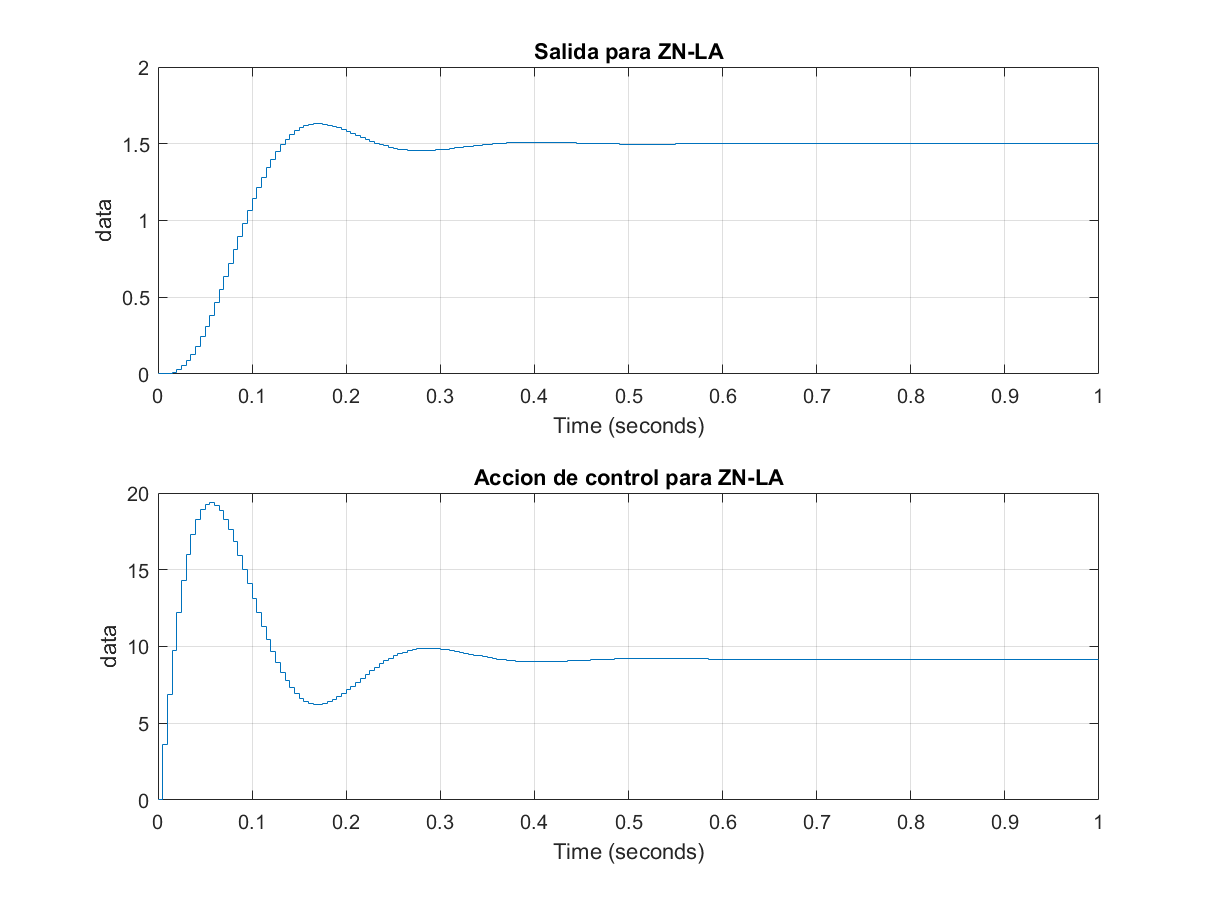 Salida para ZN-LA
2
1.5
1
0.5
0
data
0 0.1 0.2 0.3 0.4 0.5 0.6 0.7 0.8 0.9 1
Time (seconds)
Accion de control para ZN-LA
20
15
10
5
0
data
0 0.1 0.2 0.3 0.4 0.5 0.6 0.7 0.8 0.9 1
Time (seconds)